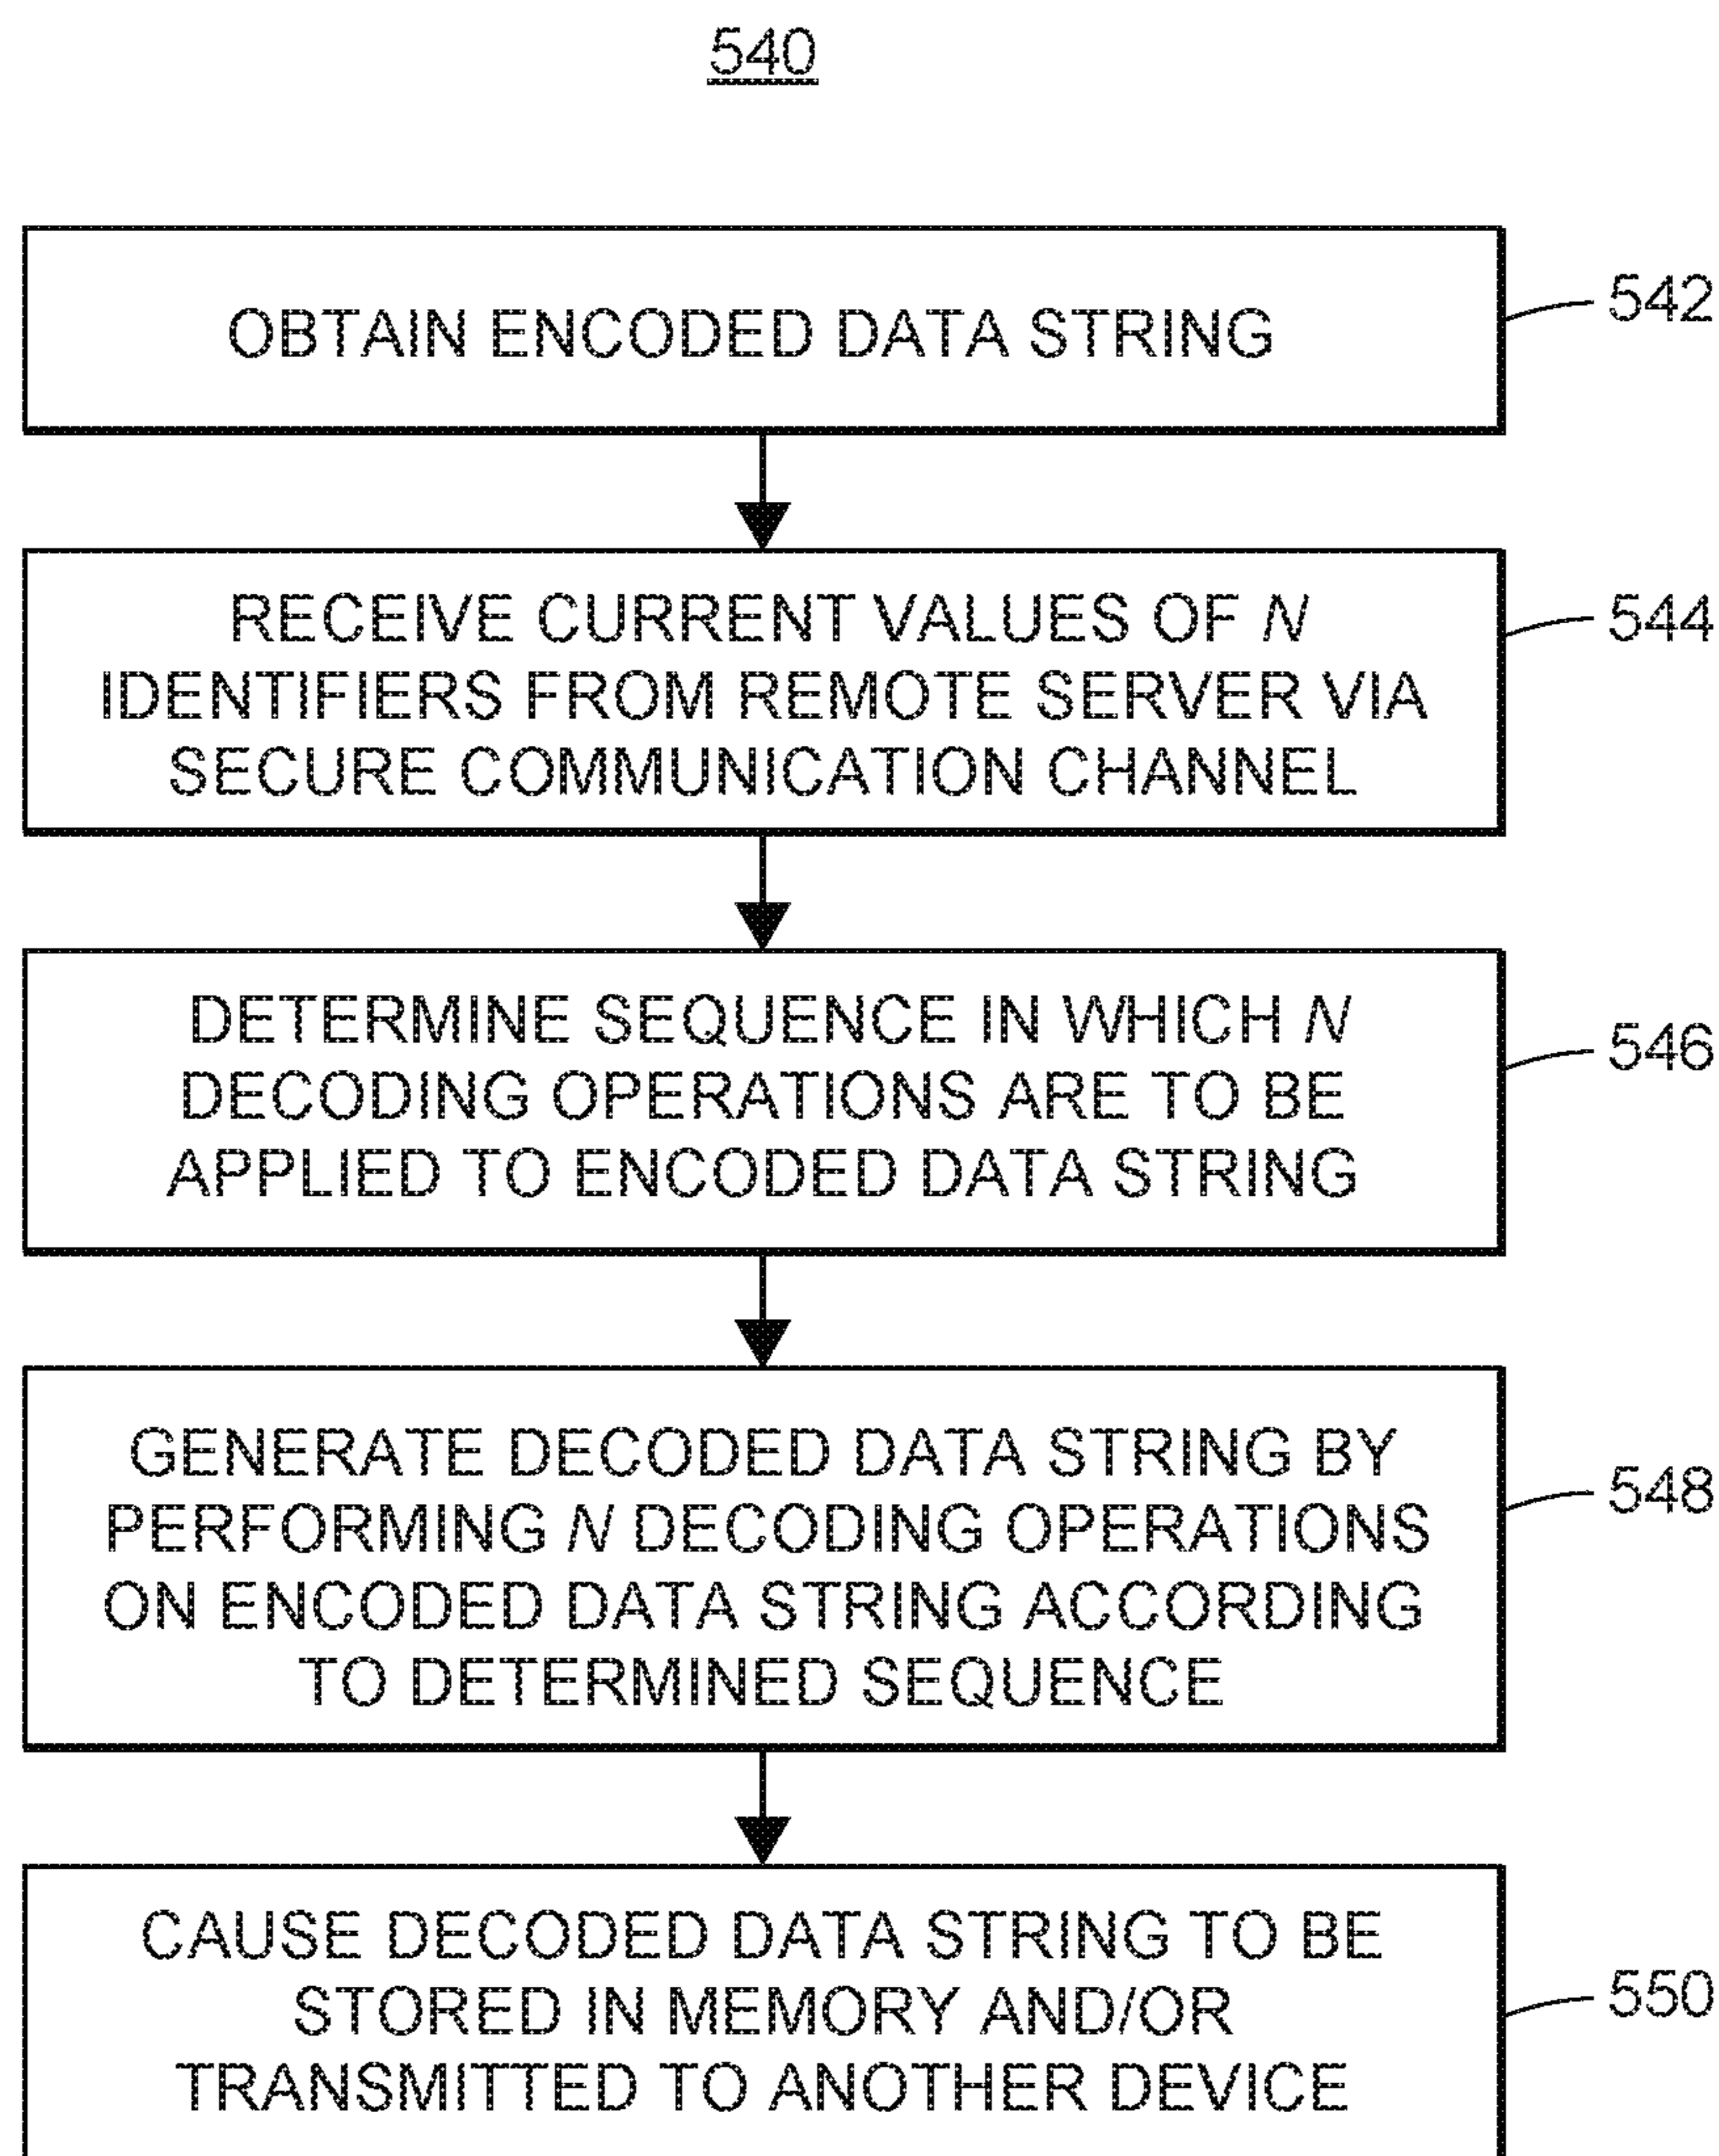 540
OBTAIN ENCODED DATA STRING
542
RECEIVE CURRENT VALUES OF N
IDENTIFIERS FROM REMOTE SERVER VIA
SECURE COMMUNICATION CHANNEL
544
DETERMINE SEQUENCE IN WHICH N
DECODING OPERATIONS ARE TO BE
APPLIED TO ENCODED DATA STRING
546
GENERATE DECODED DATA STRING BY
PERFORMING N DECODING OPERATIONS
ON ENCODED DATA STRING ACCORDING
TO DETERMINED SEQUENCE
548
CAUSE DECODED DATA STRING TO BE
STORED IN MEMORY AND/OR
TRANSMITTED TO ANOTHER DEVICE
550